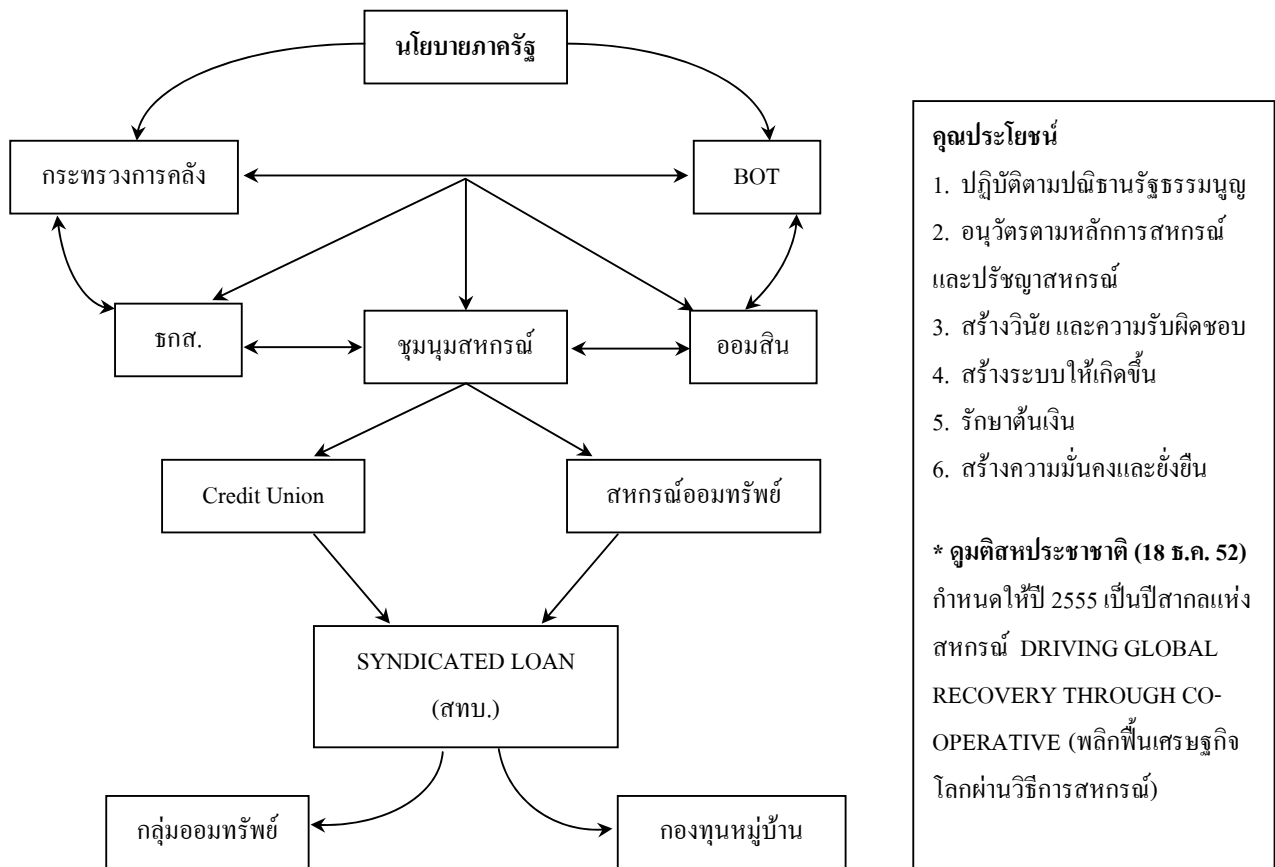 นโยบายภาครัฐ
กระทรวงการคลัง
BOT
ธกส.
ชุมนุมสหกรณ์
ออมสิน
Credit Union
สหกรณ์ออมทรัพย์
SYNDICATED LOAN
(สทบ.)
กลุ่มออมทรัพย์
กองทุนหมู่บ้าน
คุณประโยชน์
1. ปฏิบัติตามปณิธานรัฐธรรมนูญ
2. อนุวัตรตามหลักการสหกรณ์
และปรัชญาสหกรณ์
3. สร้างวินัย และความรับผิดชอบ
4. สร้างระบบให้เกิดขึ้น
5. รักษาต้นเงิน
6. สร้างความมั่นคงและยั่งยืน
* ดูมติสหประชาชาติ (18 ธ.ค. 52)
กำหนดให้ปี 2555 เป็นปีสากลแห่ง
สหกรณ์ DRIVING GLOBAL
RECOVERY THROUGH CO-
OPERATIVE (พลิกฟื้นเศรษฐกิจ
โลกผ่านวิธีการสหกรณ์)